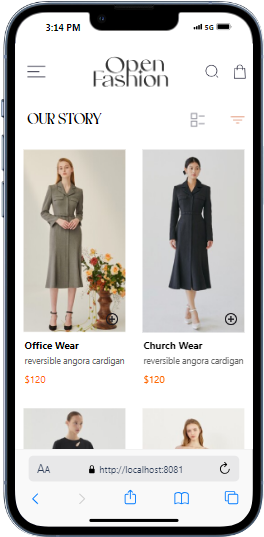 3:14 PM
5G
Open
Fashion
OUR STORY
Office Wear
reversible angora cardigan
$120
Church Wear
reversible angora cardigan
$120
AA
http://localhost:8081